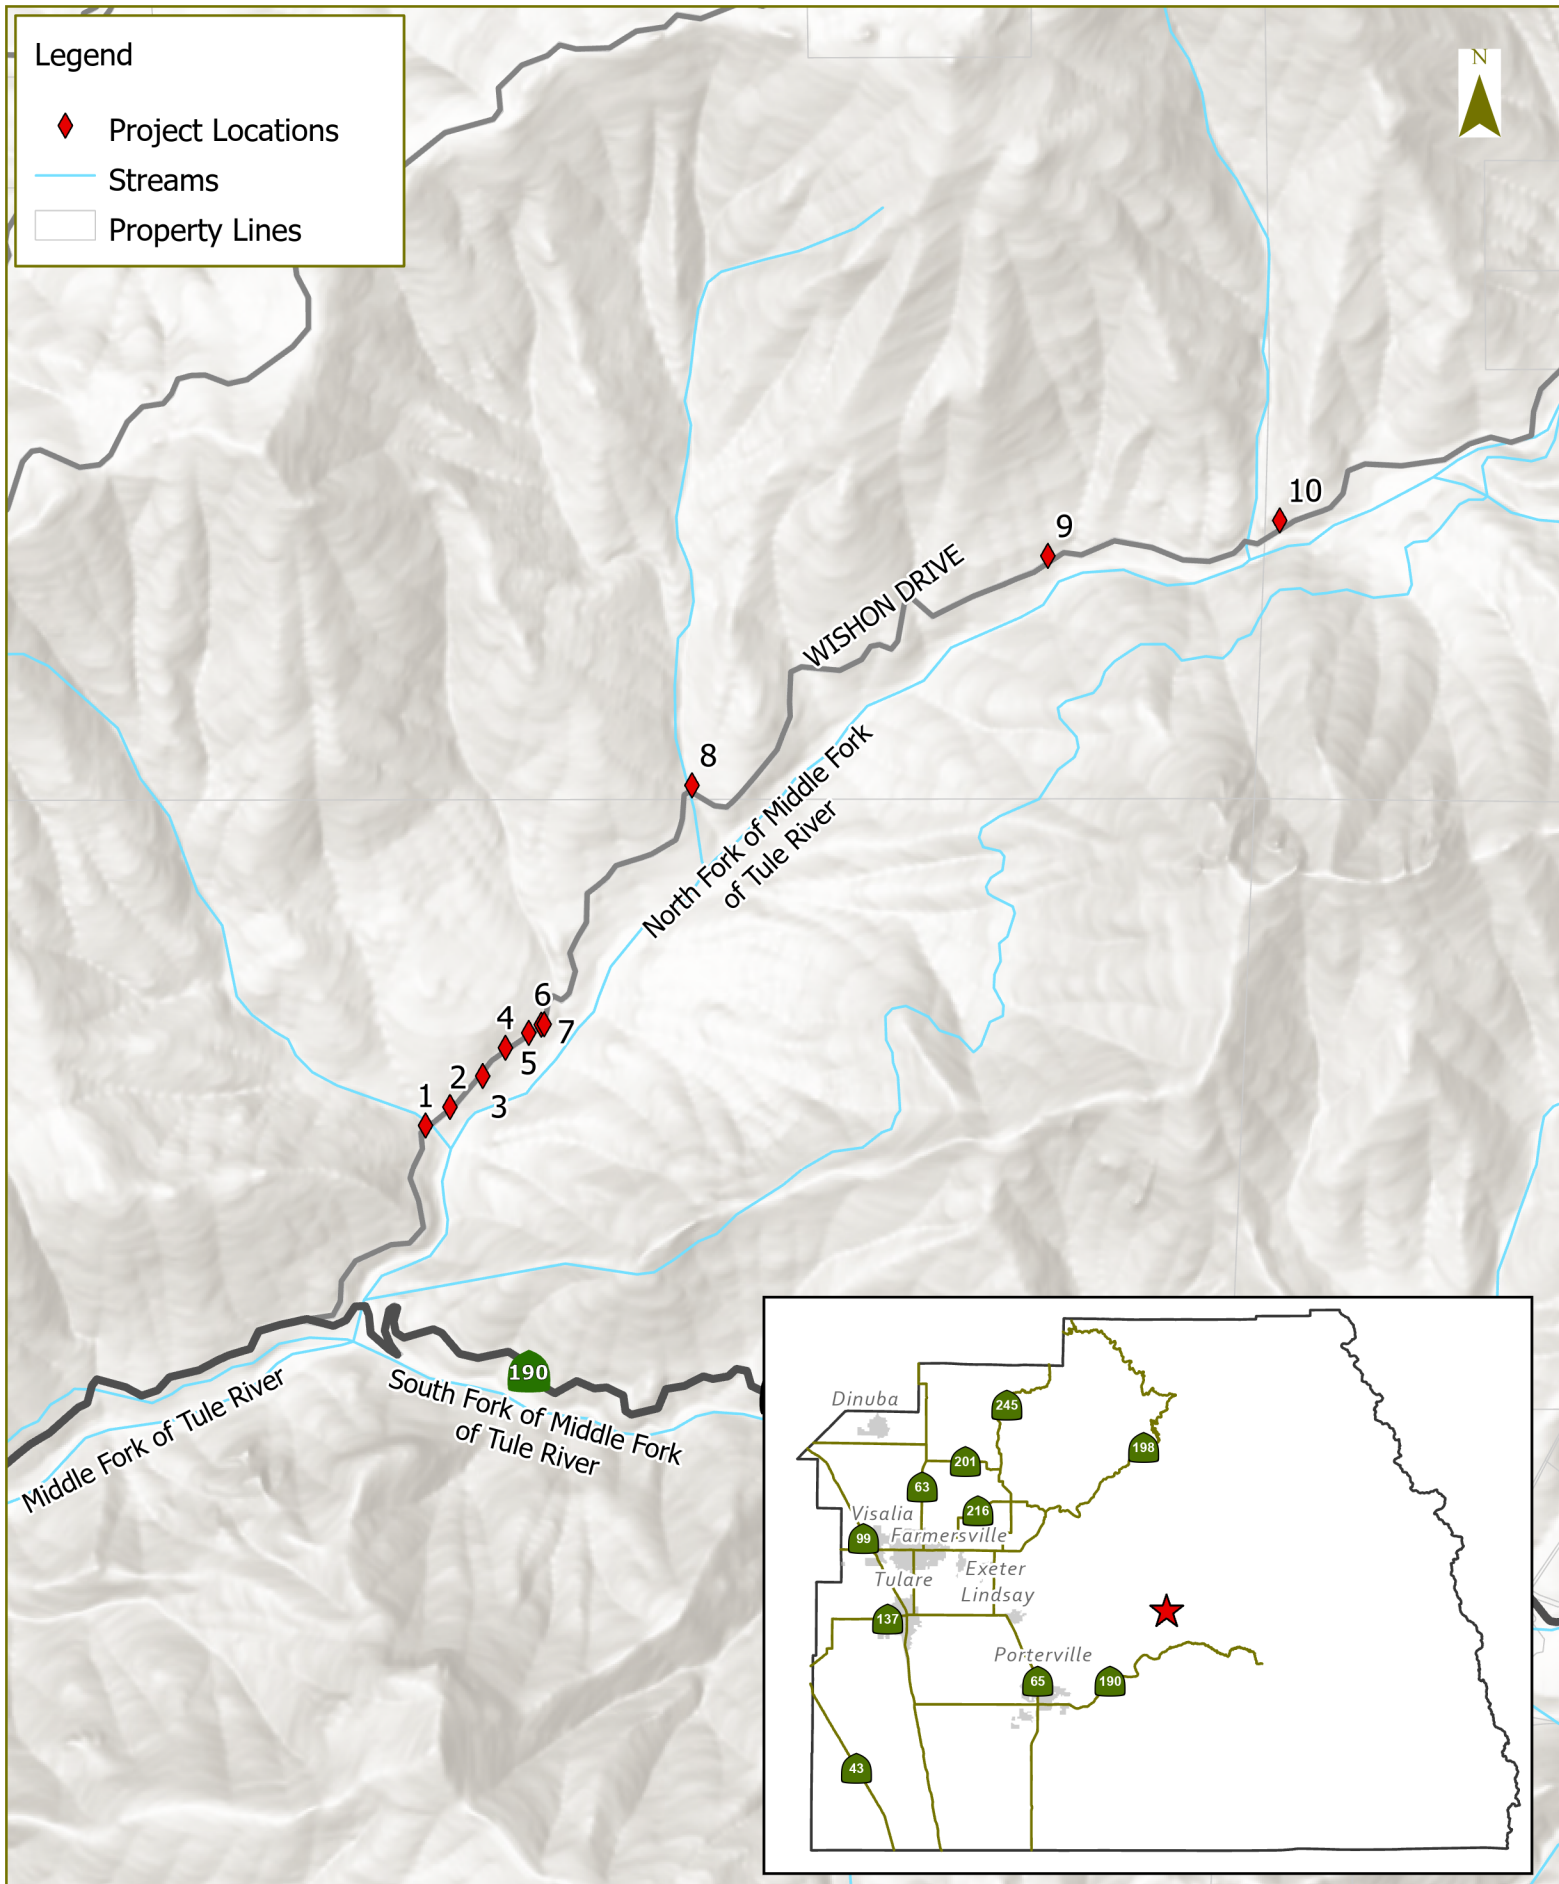 Legend
Project Locations
Streams
Property Lines
N
10
9
WISHON DRIVE
8
North Fork of Middle Fork
of Tule River
6
4
7
5
2
1
3
190
South Fork of Middle Fork
of Tule River
Middle Fork of Tule River
Dinuba
245
198
201
63
216
Visalia
99
Farmersville
Exeter
Tulare
Lindsay
137
Porterville
65
190
43